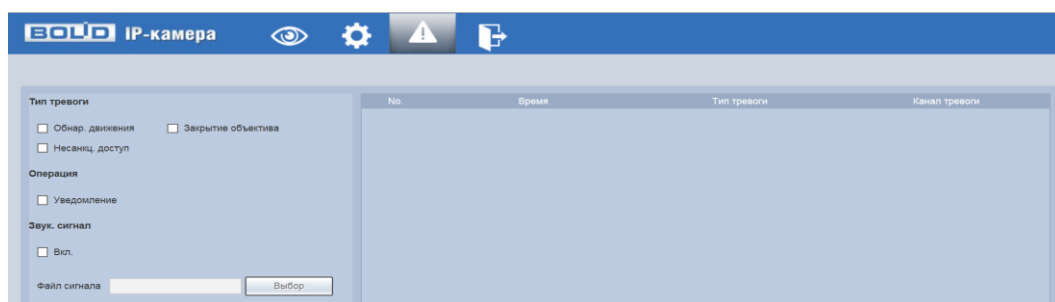 BOLID IP-камера
Тип тревоги
Обнар. движения Закрытие объектива
Несанкц. доступ
Операция
Уведомление
Звук. сигнал
Вкл.
Файл сигнала Выбор
No. Время Тип тревоги Канал тревоги